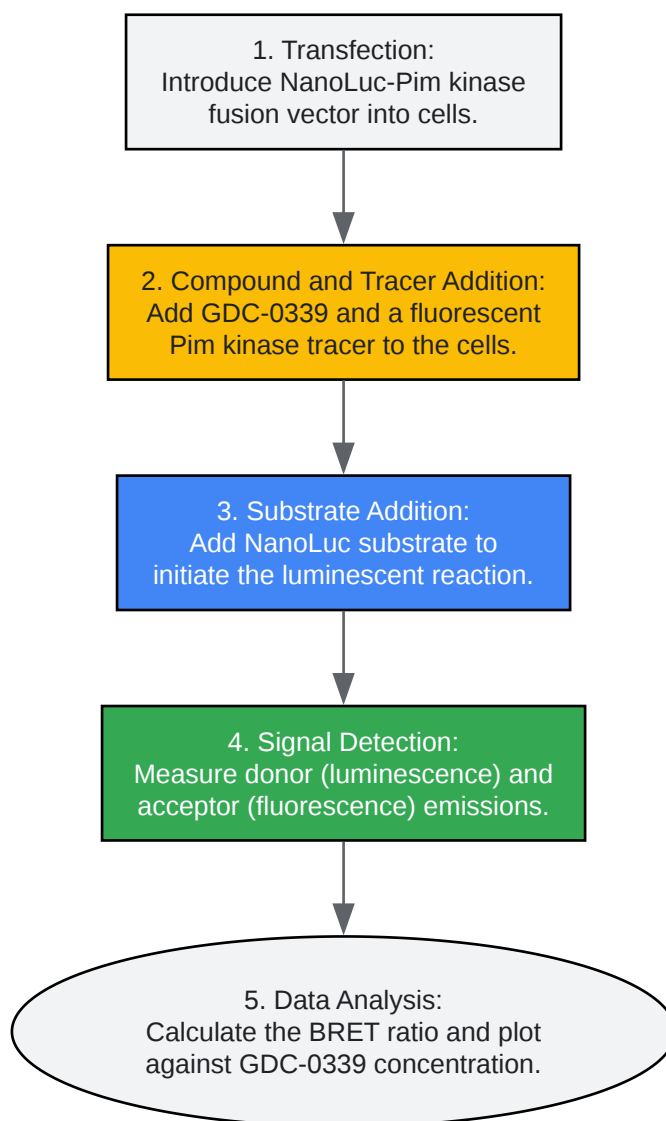 1. Transfection:
Introduce NanoLuc-Pim kinase
fusion vector into cells.
2. Compound and Tracer Addition:
Add GDC-0339 and a fluorescent
Pim kinase tracer to the cells.
3. Substrate Addition:
Add NanoLuc substrate to
initiate the luminescent reaction.
4. Signal Detection:
Measure donor (luminescence) and
acceptor (fluorescence) emissions.
5. Data Analysis:
Calculate the BRET ratio and plot
against GDC-0339 concentration.